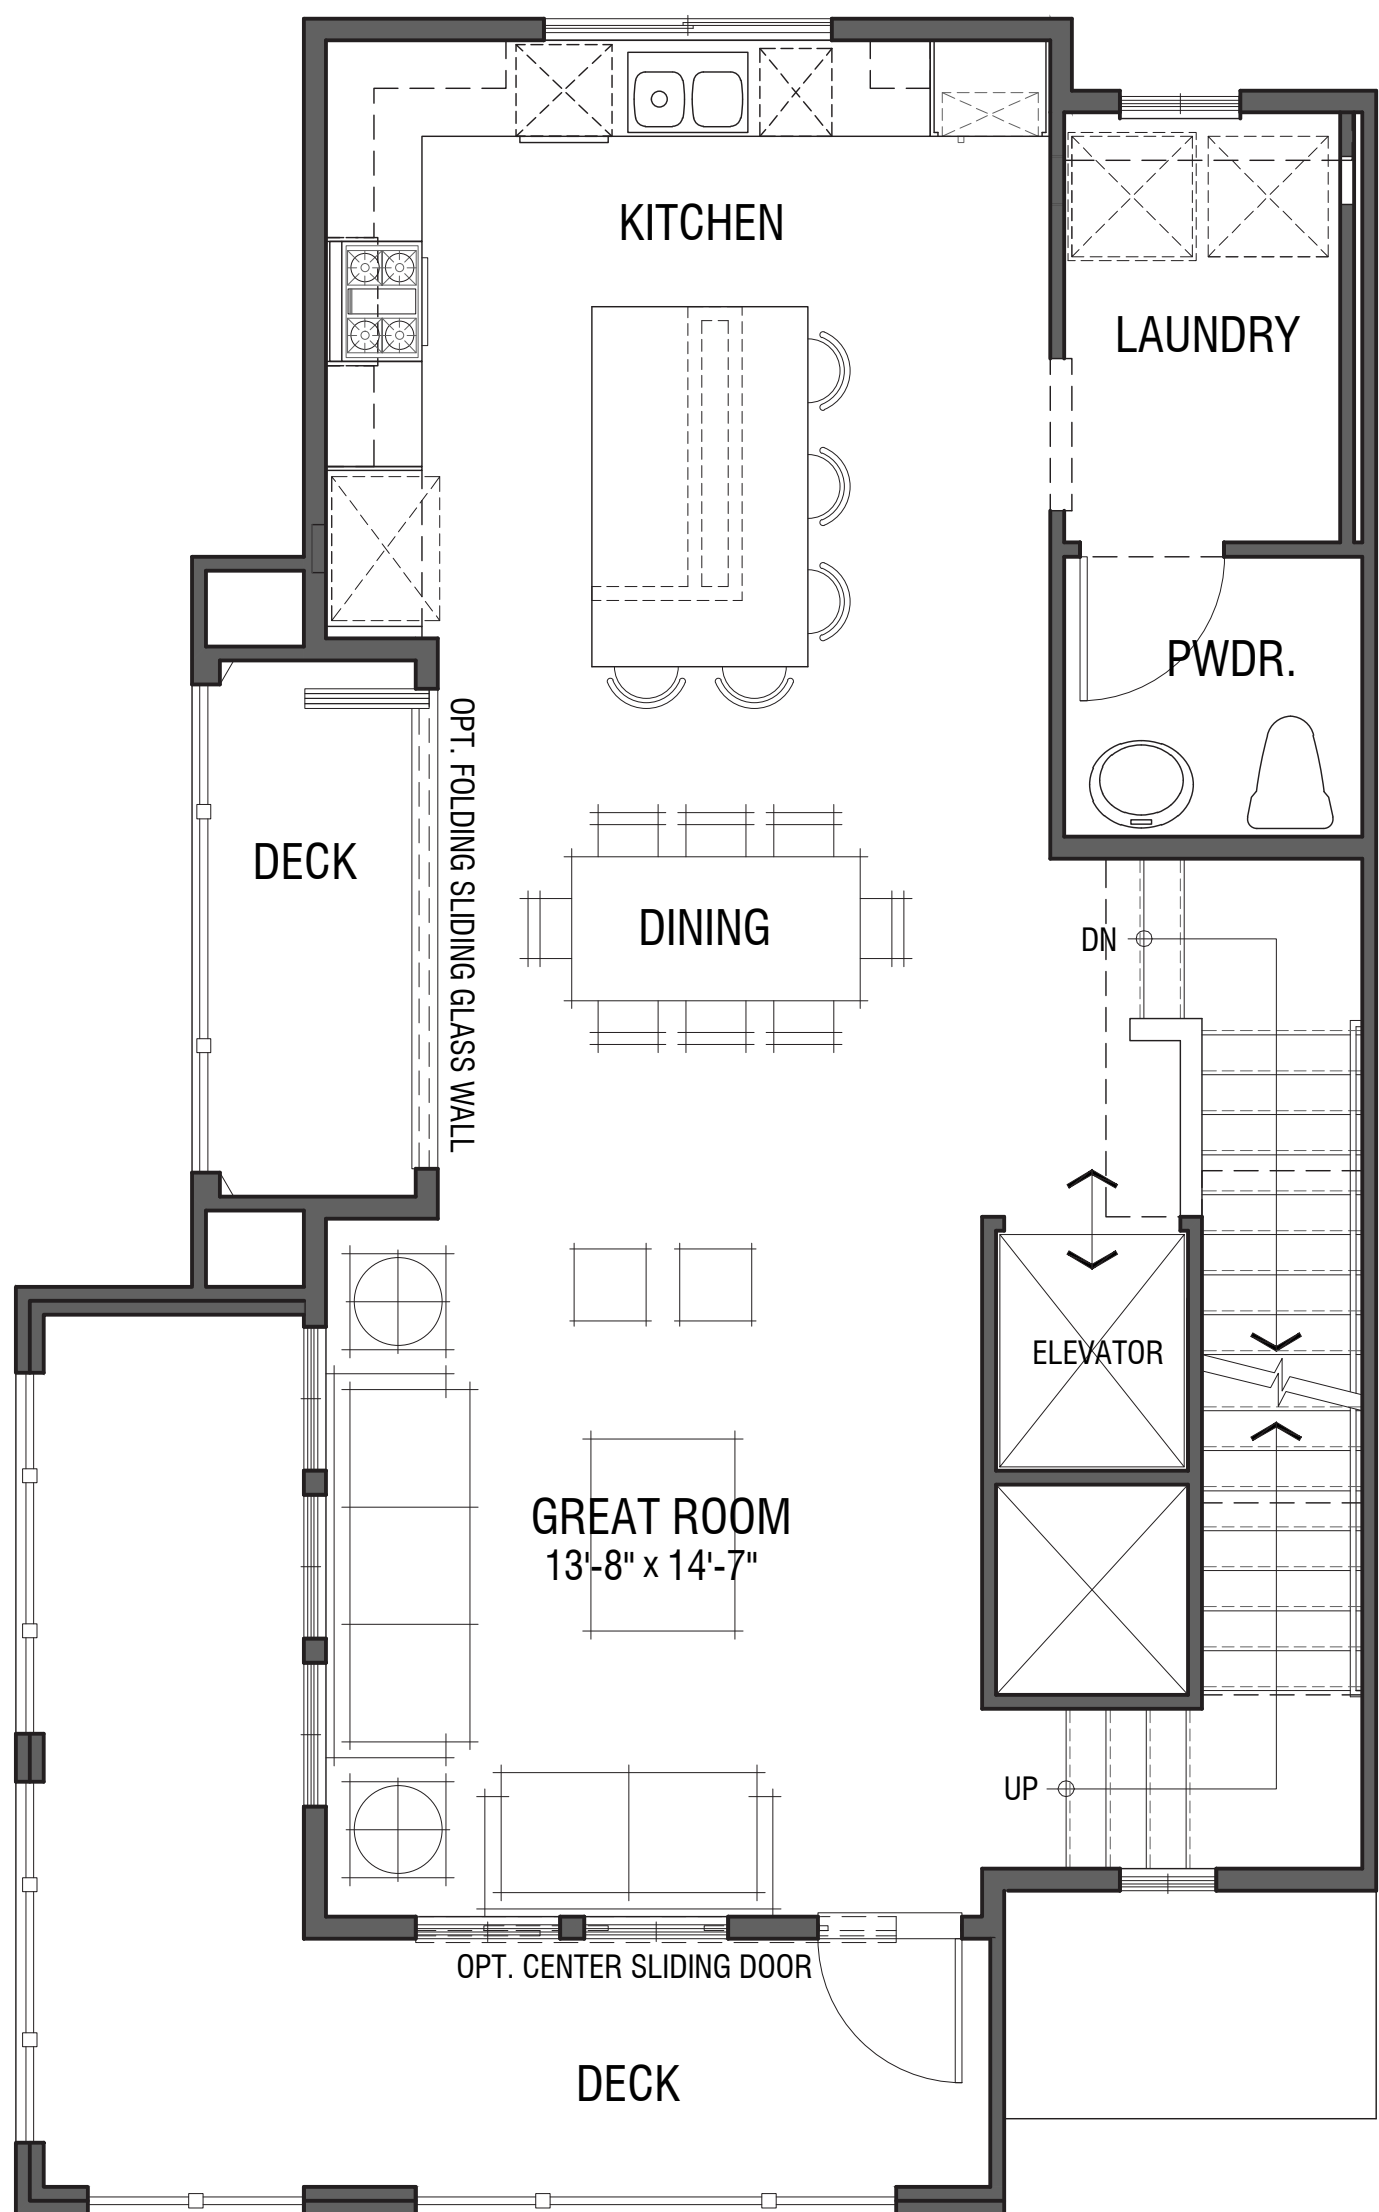 KITCHEN
LAUNDRY
PWDR.
OPT. FOLDING SLIDING GLASS WALL
DECK
DINING
DN
ELEVATOR
GREAT ROOM
13'-8" x 14'-7"
UP
OPT. CENTER SLIDING DOOR
DECK